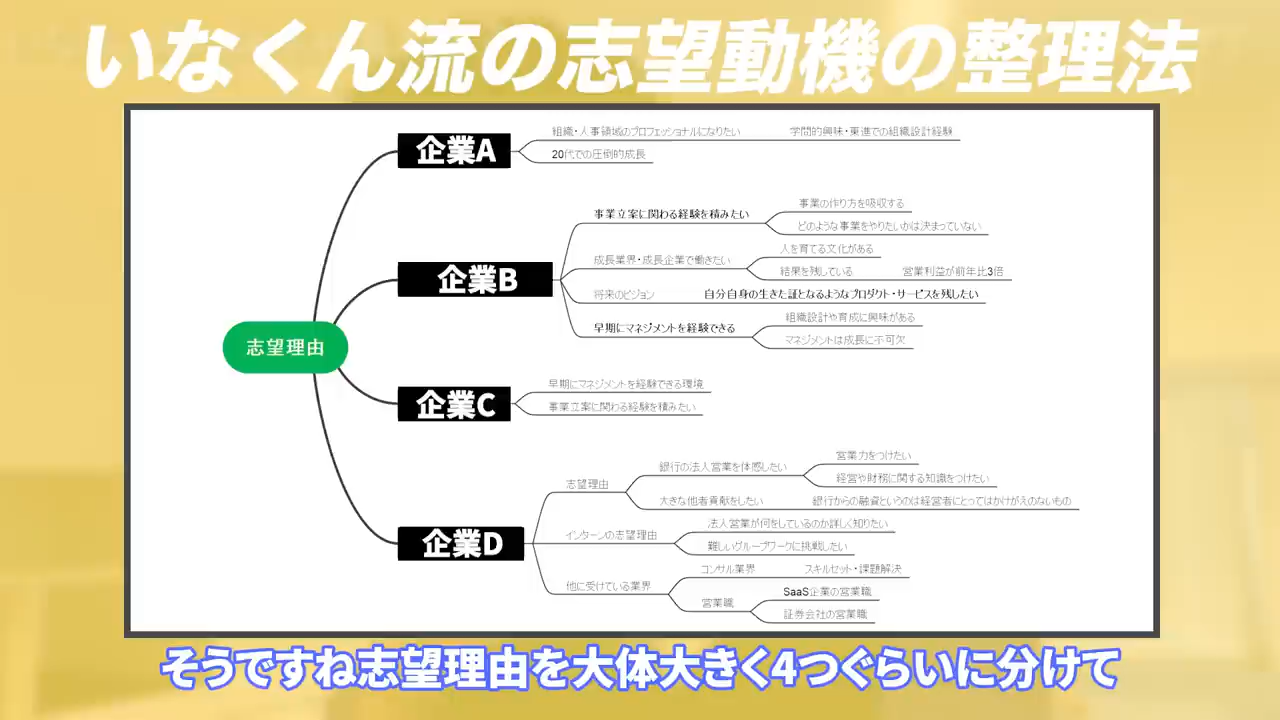 いなくん流の志望動機の整理法
志望理由
企業A
組織・人事領域のプロフェッショナルになりたい
学問的興味・東進での組織設計経験
20代での圧倒的成長
企業B
事業立案に関わる経験を積みたい
事業の作り方を吸収する
どのような事業をやりたいかは決まっていない
成長業界・成長企業で働きたい
人を育てる文化がある
結果を残している
営業利益が前年比3倍
将来のビジョン
自分自身の生きた証となるようなプロダクト・サービスを残したい
早期にマネジメントを経験できる
組織設計や育成に興味がある
マネジメントは成長に不可欠
企業C
早期にマネジメントを経験できる環境
事業立案に関わる経験を積みたい
企業D
志望理由
銀行の法人営業を体感したい
営業力をつけたい
経営や財務に関する知識をつけたい
大きな他者貢献をしたい
銀行からの融資というのは経営者にとってはかけがえのないもの
インターンの志望理由
法人営業が何をしているのか詳しく知りたい
難しいグループワークに挑戦したい
他に受けている業界
コンサル業界
スキルセット・課題解決
営業職
SaaS企業の営業職
証券会社の営業職
そうですね志望理由を大体大きく4つぐらいに分けて